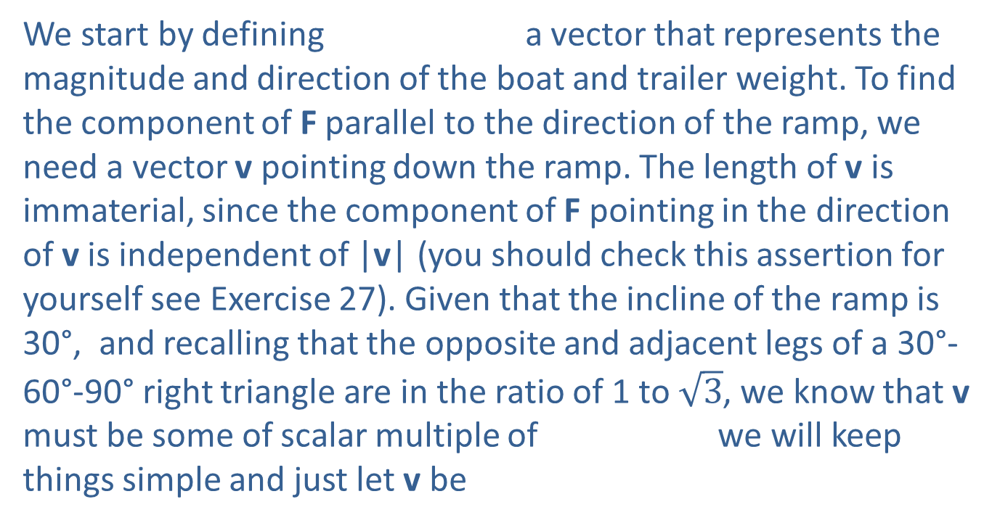 We start by defining a vector that represents the
magnitude and direction of the boat and trailer weight. To find
the component of F parallel to the direction of the ramp, we
need a vector v pointing down the ramp. The length of v is
immaterial, since the component of F pointing in the direction
of v is independent of |v| (you should check this assertion for
yourself see Exercise 27). Given that the incline of the ramp is
30°, and recalling that the opposite and adjacent legs of a 30°-
60°-90° right triangle are in the ratio of 1 to √3, we know that v
must be some of scalar multiple of we will keep
things simple and just let v be